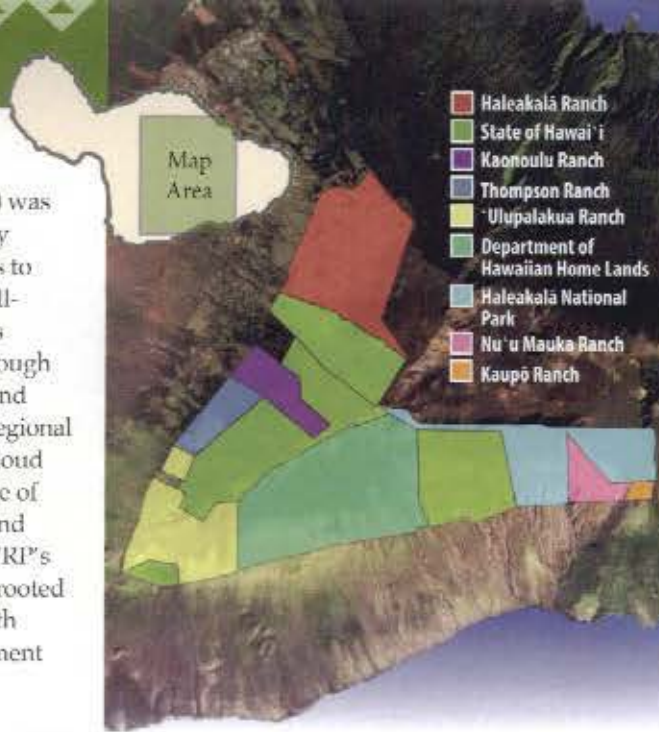 Map
Area
Haleakalā Ranch
State of Hawai`i
Kaonoulu Ranch
Thompson Ranch
`Ulupalakua Ranch
Department of
Hawaiian Home Lands
Haleakalā National
Park
Nu`u Mauka Ranch
Kaupō Ranch
) was
y
s to
ll-
s
ough
nd
egional
oud
e of
nd
RP's
rooted
th
ment